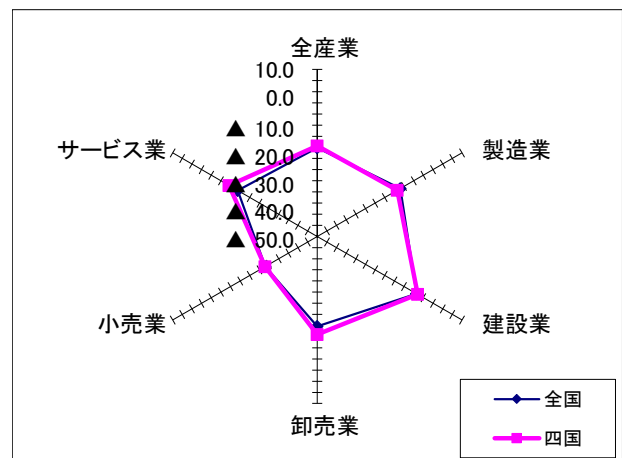 全産業
10.0
0.0
▲ 10.0
▲ 20.0
▲ 30.0
▲ 40.0
▲ 50.0
サービス業
製造業
小売業
建設業
卸売業
全国
四国